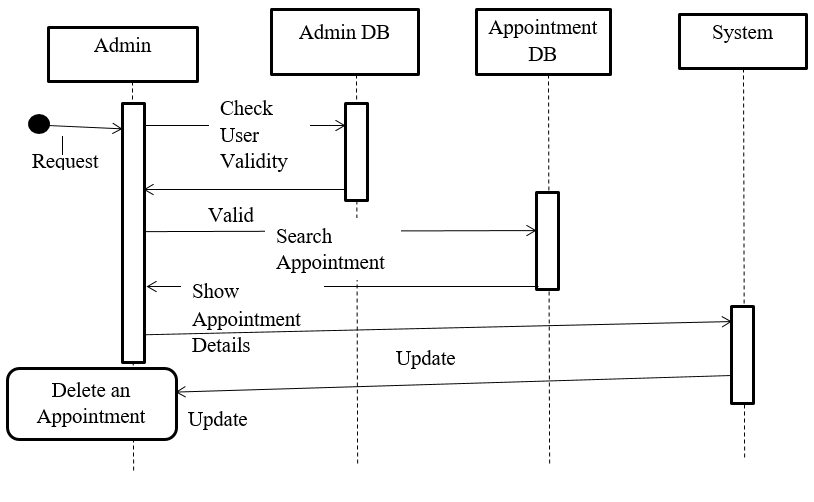 Admin
Admin DB
Appointment
DB
System
Check
User
Validity
Request
Valid
Search
Appointment
Show
Appointment
Details
Update
Delete an
Appointment
Update